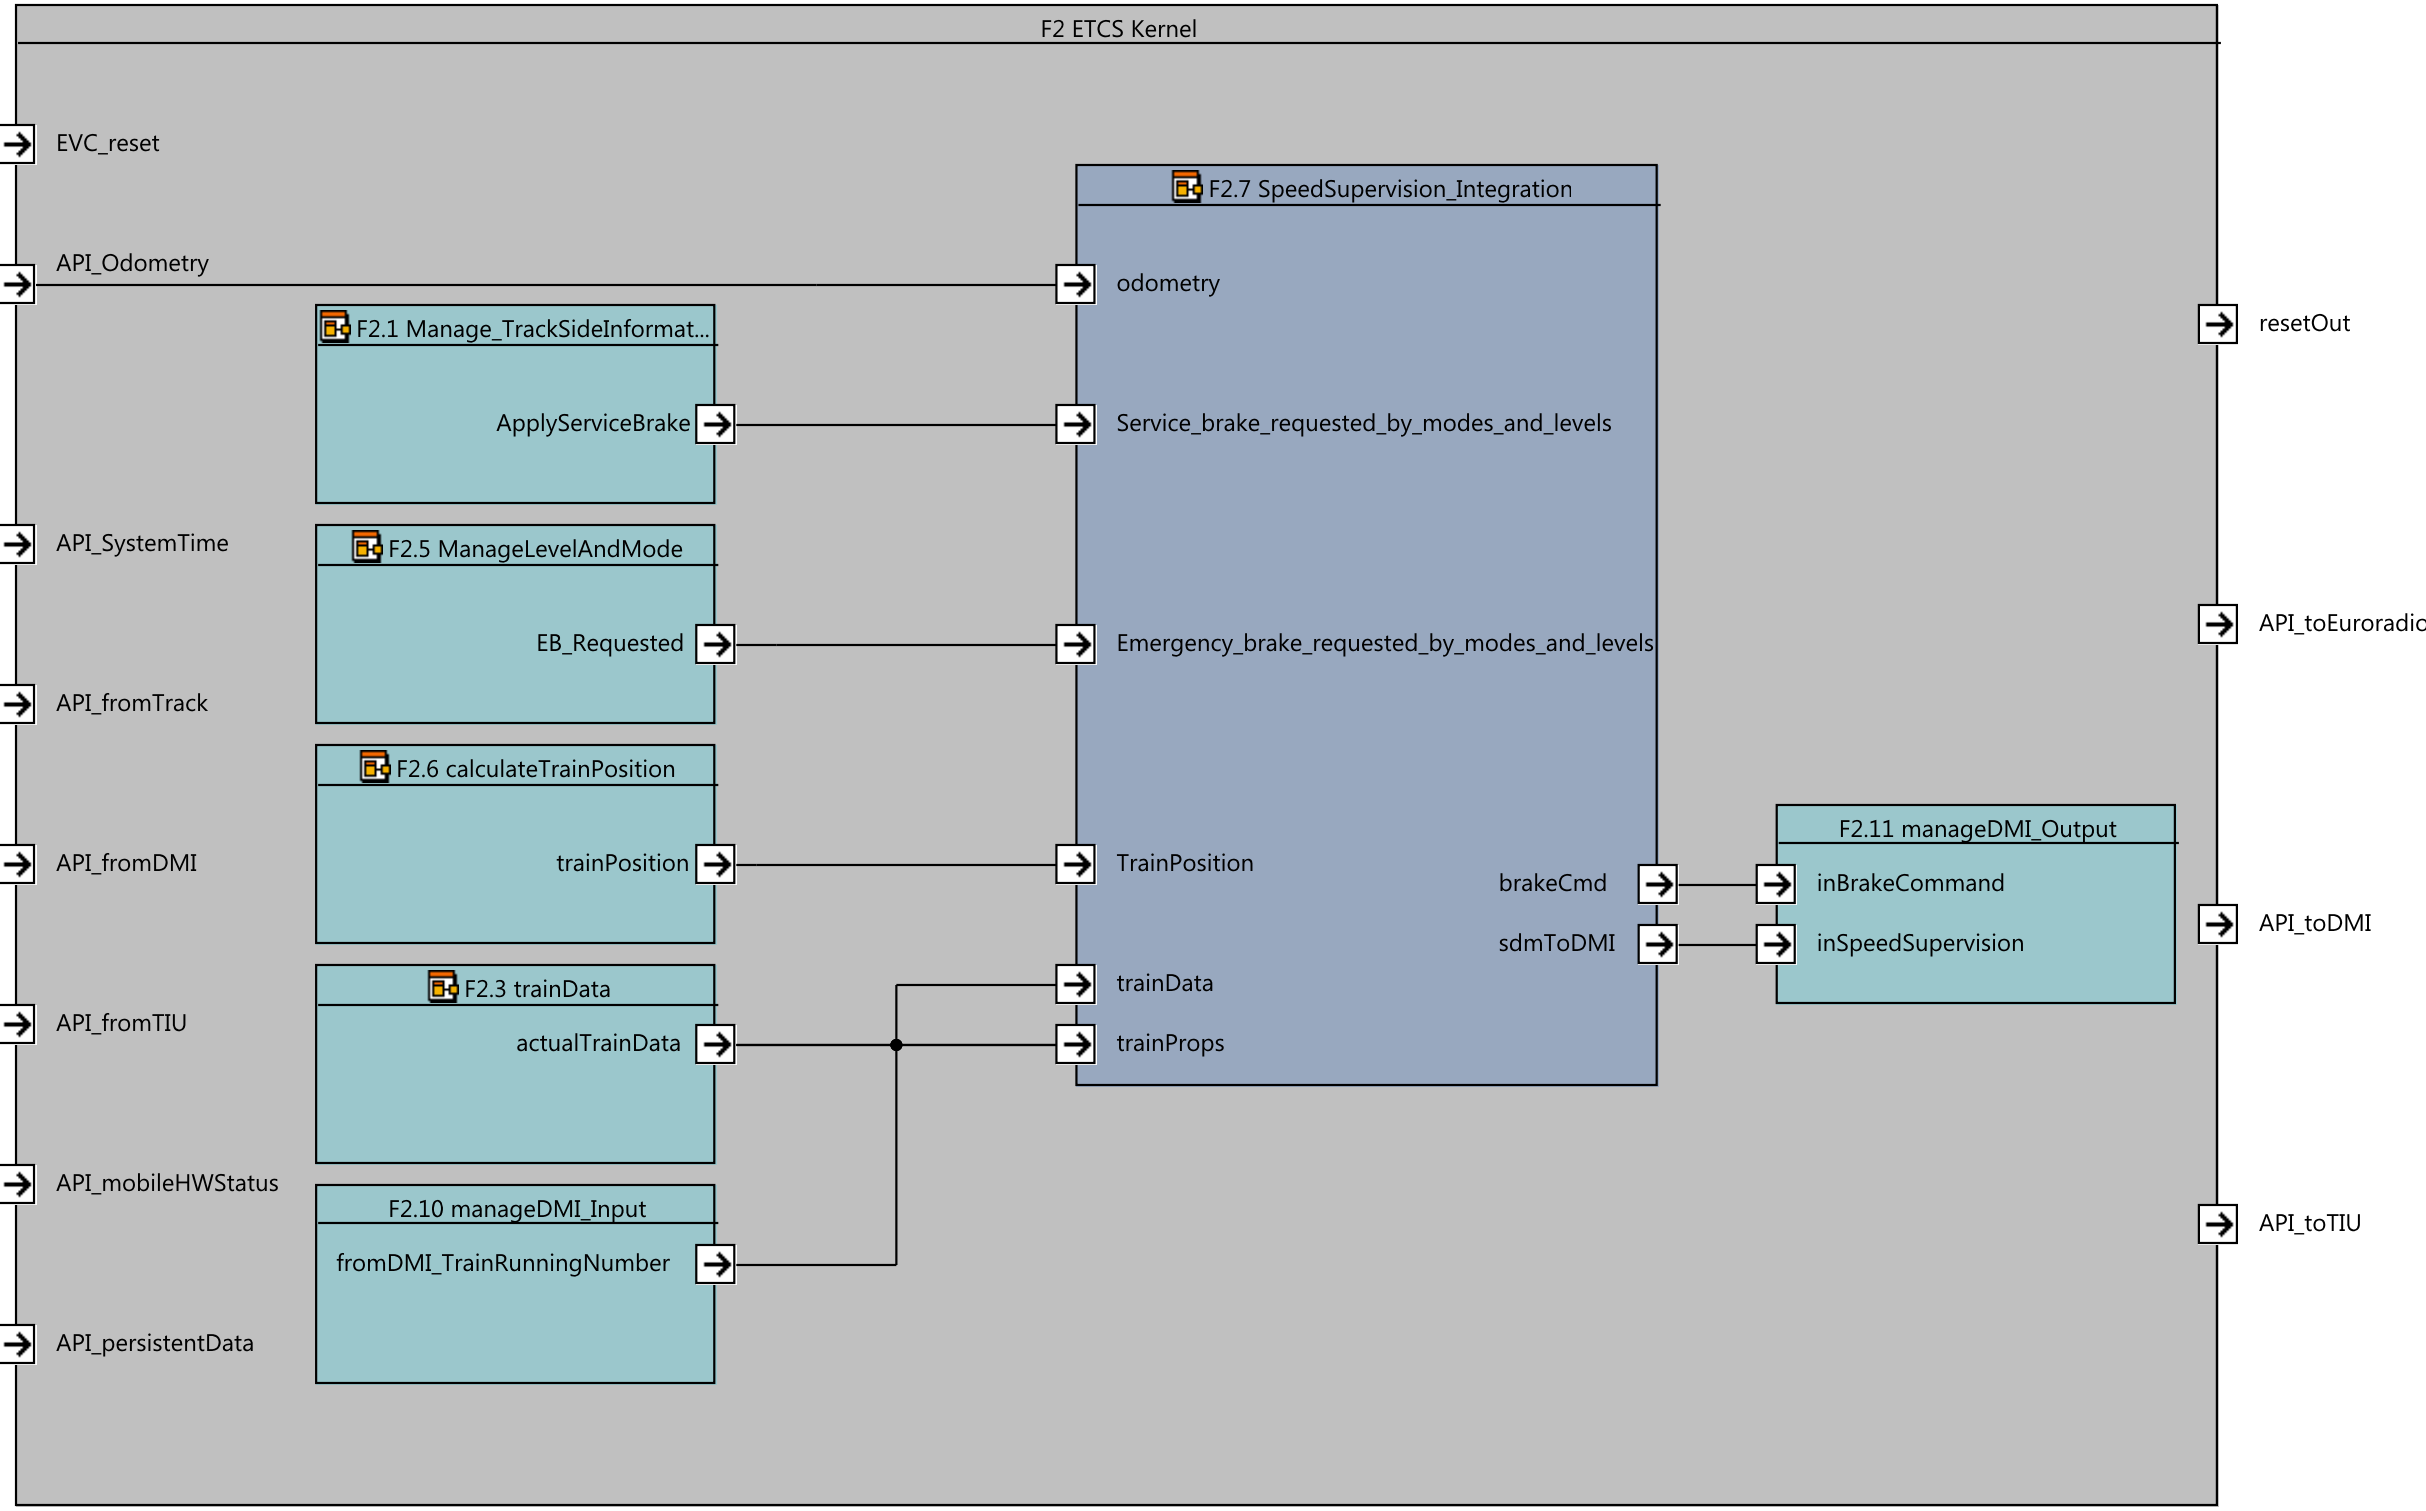 F2 ETCS Kernel
EVC_reset
API_Odometry
API_SystemTime
API_fromTrack
API_fromDMI
API_fromTIU
API_mobileHWStatus
API_persistentData
F2.1 Manage_TrackSideInformat...
ApplyServiceBrake
F2.5 ManageLevelAndMode
EB_Requested
F2.6 calculateTrainPosition
trainPosition
F2.3 trainData
actualTrainData
F2.10 manageDMI_Input
fromDMI_TrainRunningNumber
F2.7 SpeedSupervision_Integration
odometry
Service_brake_requested_by_modes_and_levels
Emergency_brake_requested_by_modes_and_levels
TrainPosition
trainData
trainProps
brakeCmd
sdmToDMI
F2.11 manageDMI_Output
inBrakeCommand
inSpeedSupervision
resetOut
API_toEuroradio
API_toDMI
API_toTIU